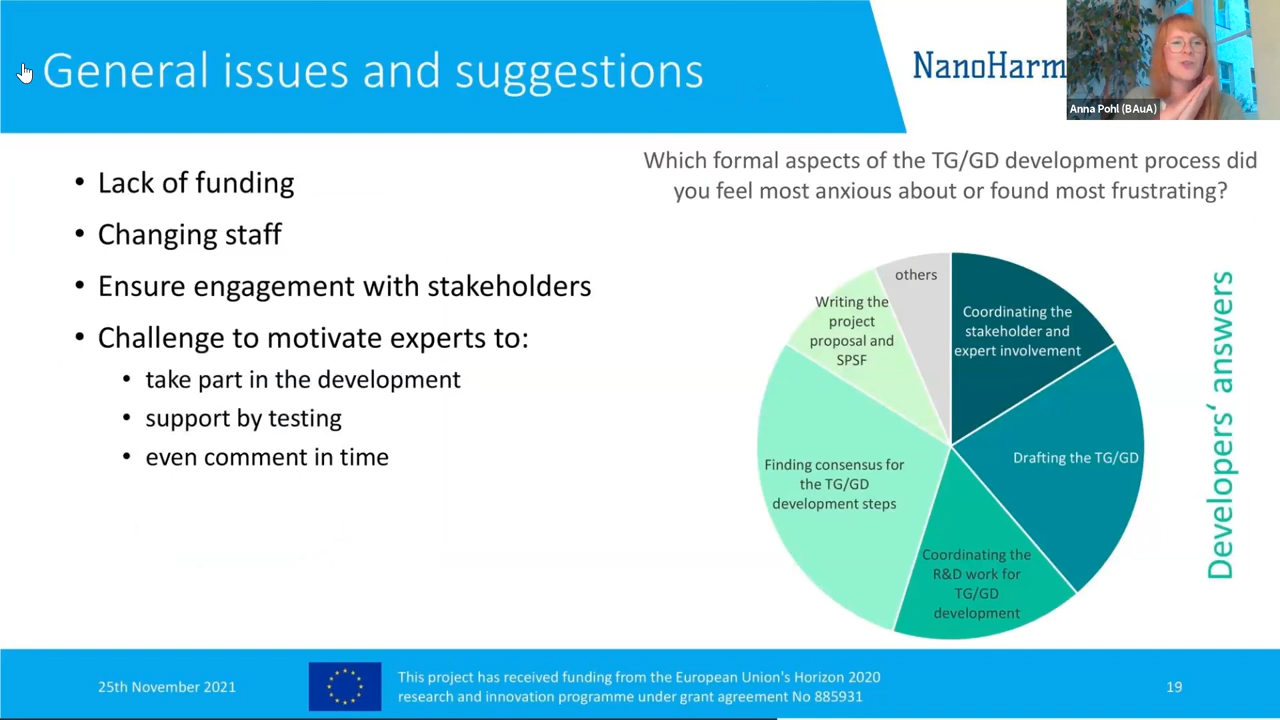 General issues and suggestions
NanoHarm
Anna Pohl (BAuA)
• Lack of funding
• Changing staff
• Ensure engagement with stakeholders
• Challenge to motivate experts to:
• take part in the development
• support by testing
• even comment in time
Which formal aspects of the TG/GD development process did
you feel most anxious about or found most frustrating?
others
Coordinating the
stakeholder and
expert involvement
Drafting the TG/GD
Coordinating the
R&D work for
TG/GD
development
Finding consensus for
the TG/GD
development steps
Writing the
project
proposal and
SPSF
Developers‘ answers
25th November 2021
This project has received funding from the European Union's Horizon 2020
research and innovation programme under grant agreement No 885931
19